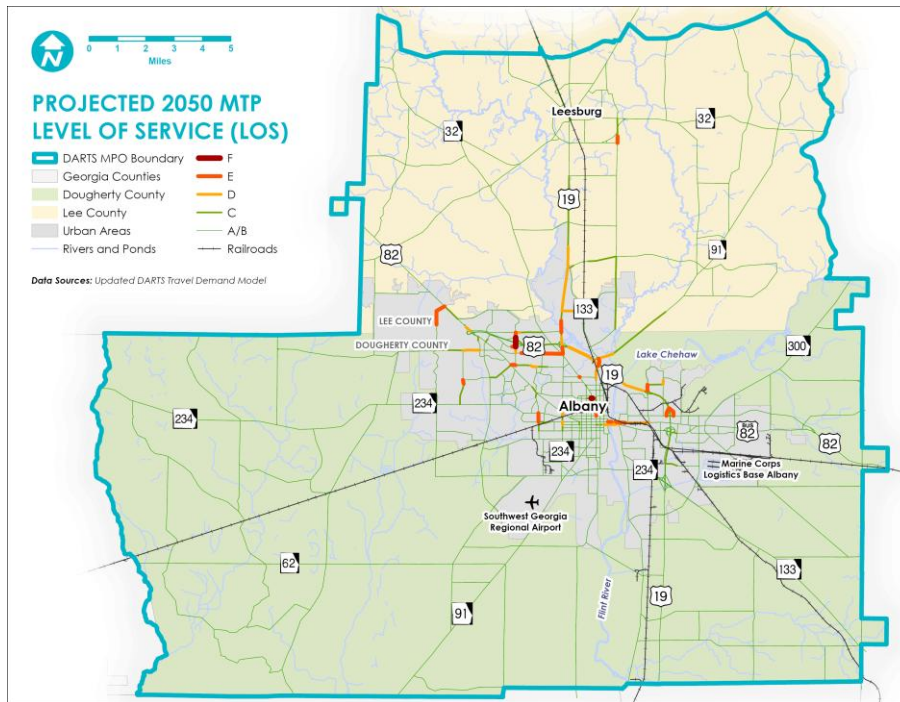 N
0 1 2 3 4 5
Miles
PROJECTED 2050 MTP
LEVEL OF SERVICE (LOS)
DARTS MPO Boundary
Georgia Counties
Dougherty County
Lee County
Urban Areas
Rivers and Ponds
F
E
D
C
A/B
Railroads
Data Sources: Updated DARTS Travel Demand Model
Leesburg
32
32
19
82
91
133
LEE COUNTY
DOUGHERTY COUNTY
82
Lake Chehaw
300
19
234
234
Albany
BUS
82
82
234
234
Marine Corps
Logistics Base Albany
Southwest Georgia
Regional Airport
62
133
91
19
Flint River